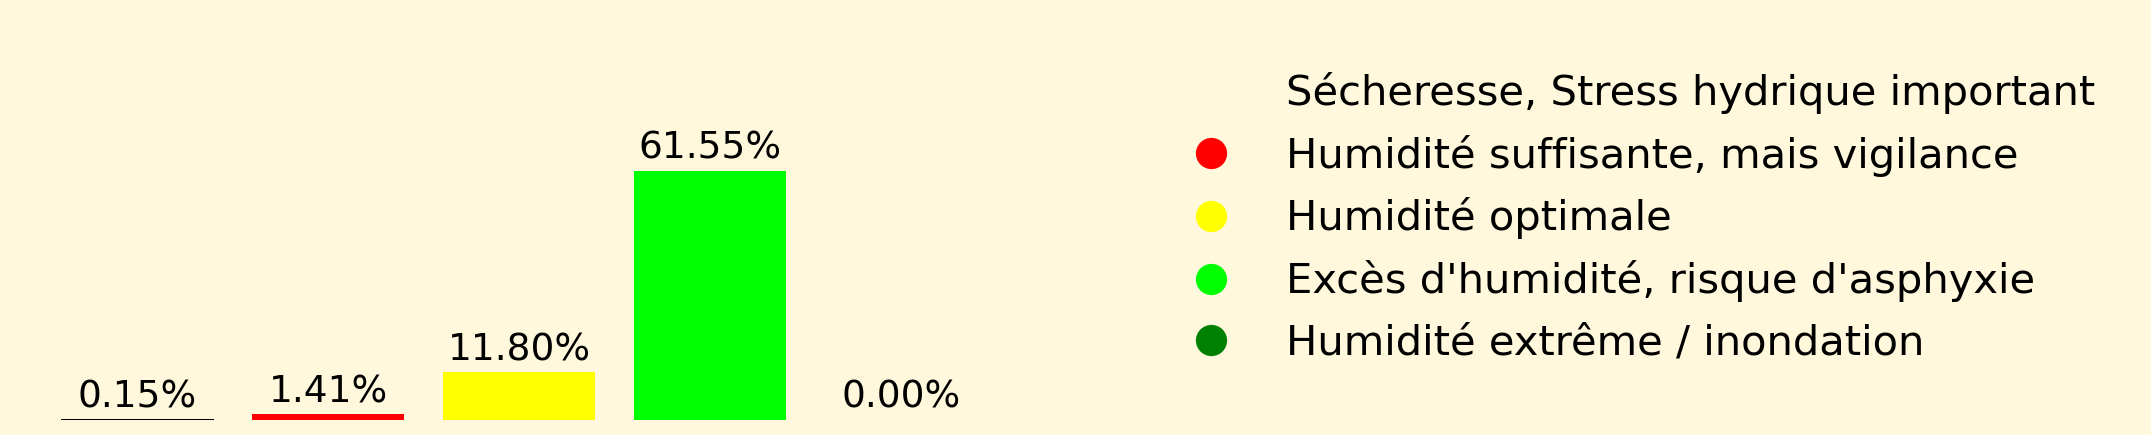 0.15%
1.41%
11.80%
61.55%
0.00%
Sécheresse, Stress hydrique important
Humidité suffisante, mais vigilance
Humidité optimale
Excès d'humidité, risque d'asphyxie
Humidité extrême / inondation